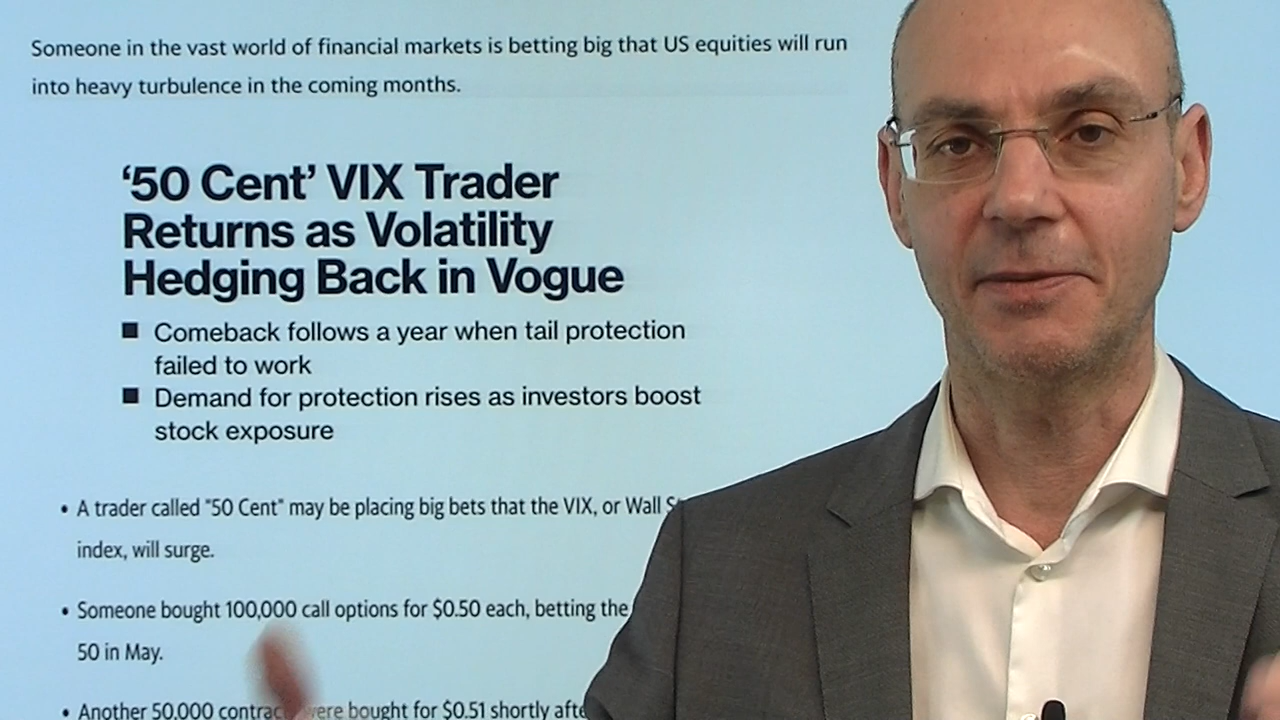 Someone in the vast world of financial markets is betting big that US equities will run
into heavy turbulence in the coming months.
‘50 Cent’ VIX Trader
Returns as Volatility
Hedging Back in Vogue
■ Comeback follows a year when tail protection
failed to work
■ Demand for protection rises as investors boost
stock exposure
• A trader called "50 Cent" may be placing big bets that the VIX, or Wall
index, will surge.
• Someone bought 100,000 call options for $0.50 each, betting the
50 in May.
• Another 50,000 were bought for $0.51 shortly